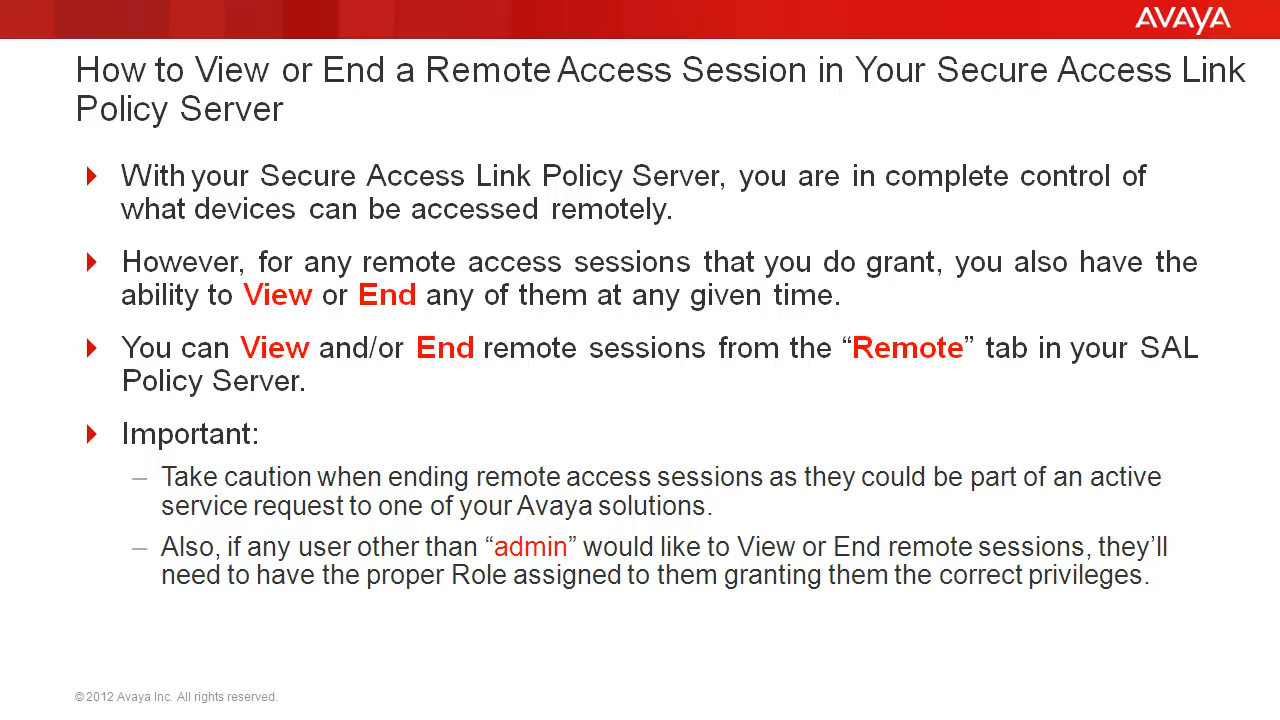 AVAYA
How to View or End a Remote Access Session in Your Secure Access Link
Policy Server
With your Secure Access Link Policy Server, you are in complete control of
what devices can be accessed remotely.
However, for any remote access sessions that you do grant, you also have the
ability to View or End any of them at any given time.
You can View and/or End remote sessions from the “Remote” tab in your SAL
Policy Server.
Important:
– Take caution when ending remote access sessions as they could be part of an active
service request to one of your Avaya solutions.
– Also, if any user other than “admin” would like to View or End remote sessions, they’ll
need to have the proper Role assigned to them granting them the correct privileges.
© 2012 Avaya Inc. All rights reserved.